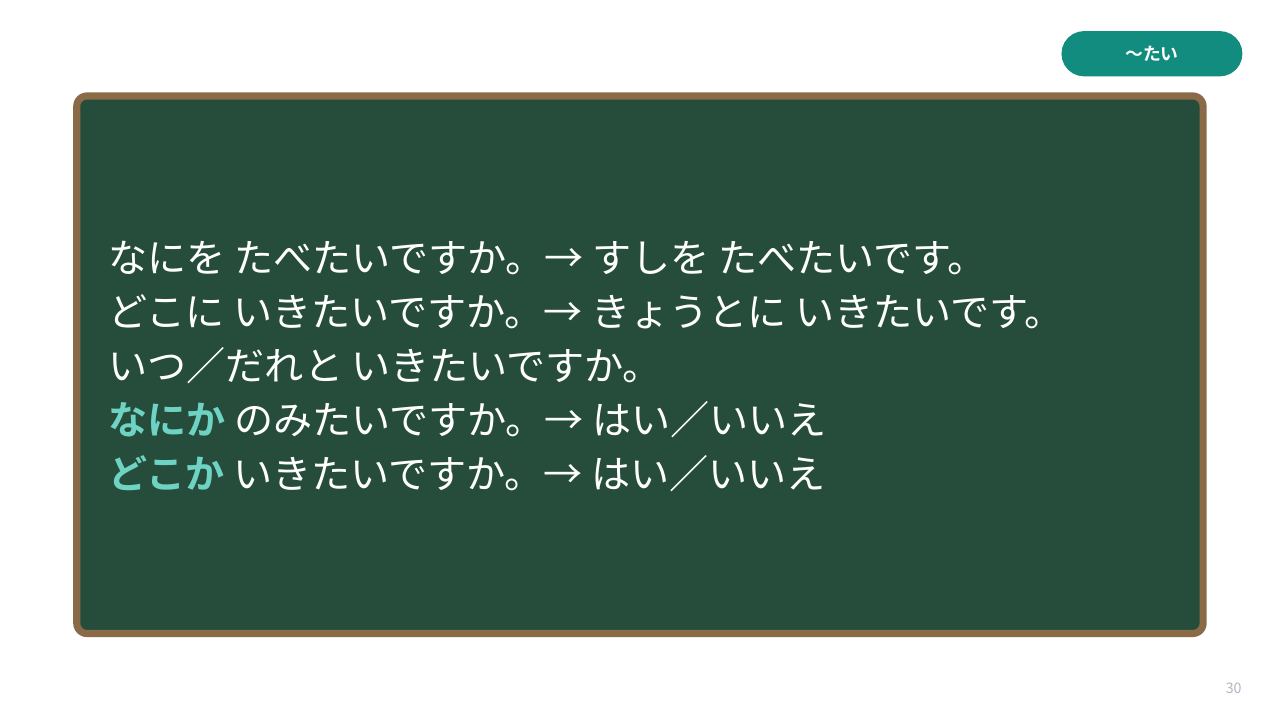 ～たい
なにを たべたいですか。→ すしを たべたいです。
どこに いきたいですか。→ きょうとに いきたいです。
いつ／だれと いきたいですか。
なにか のみたいですか。→ はい／いいえ
どこか いきたいですか。→ はい／いいえ
30